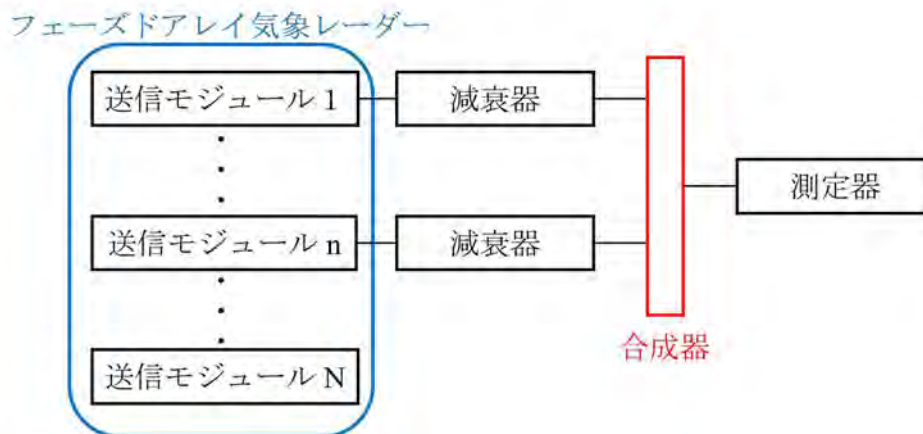 フェーズドアレイ気象レーダー
送信モジュール 1
減衰器
測定器
送信モジュール n
減衰器
合成器
送信モジュール N